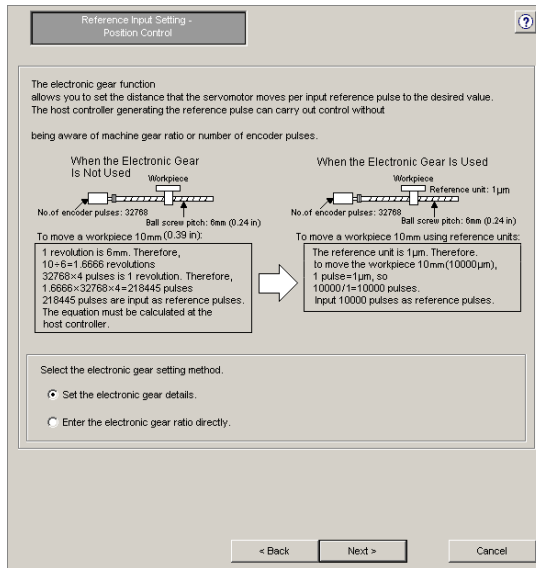 Reference Input Setting -
Position Control
?
The electronic gear function
allows you to set the distance that the servomotor moves per input reference pulse to the desired value.
The host controller generating the reference pulse can carry out control without
being aware of machine gear ratio or number of encoder pulses.
When the Electronic Gear
Is Not Used
Workpiece
No.of encoder pulses: 32768
Ball screw pitch: 6mm (0.24 in)
To move a workpiece 10mm (0.39 in):
1 revolution is 6mm. Therefore,
10÷6=1.6666 revolutions
32768×4 pulses is 1 revolution. Therefore,
1.6666×32768×4=218445 pulses
218445 pulses are input as reference pulses.
The equation must be calculated at the
host controller.
When the Electronic Gear Is Used
Workpiece
Reference unit: 1μm
No.of encoder pulses: 32768
Ball screw pitch: 6mm (0.24 in)
To move a workpiece 10mm using reference units:
The reference unit is 1μm. Therefore.
to move the workpiece 10mm(10000μm),
1 pulse=1μm, so
10000/1=10000 pulses.
Input 10000 pulses as reference pulses.
Select the electronic gear setting method.
Set the electronic gear details.
Enter the electronic gear ratio directly.
< Back
Next >
Cancel